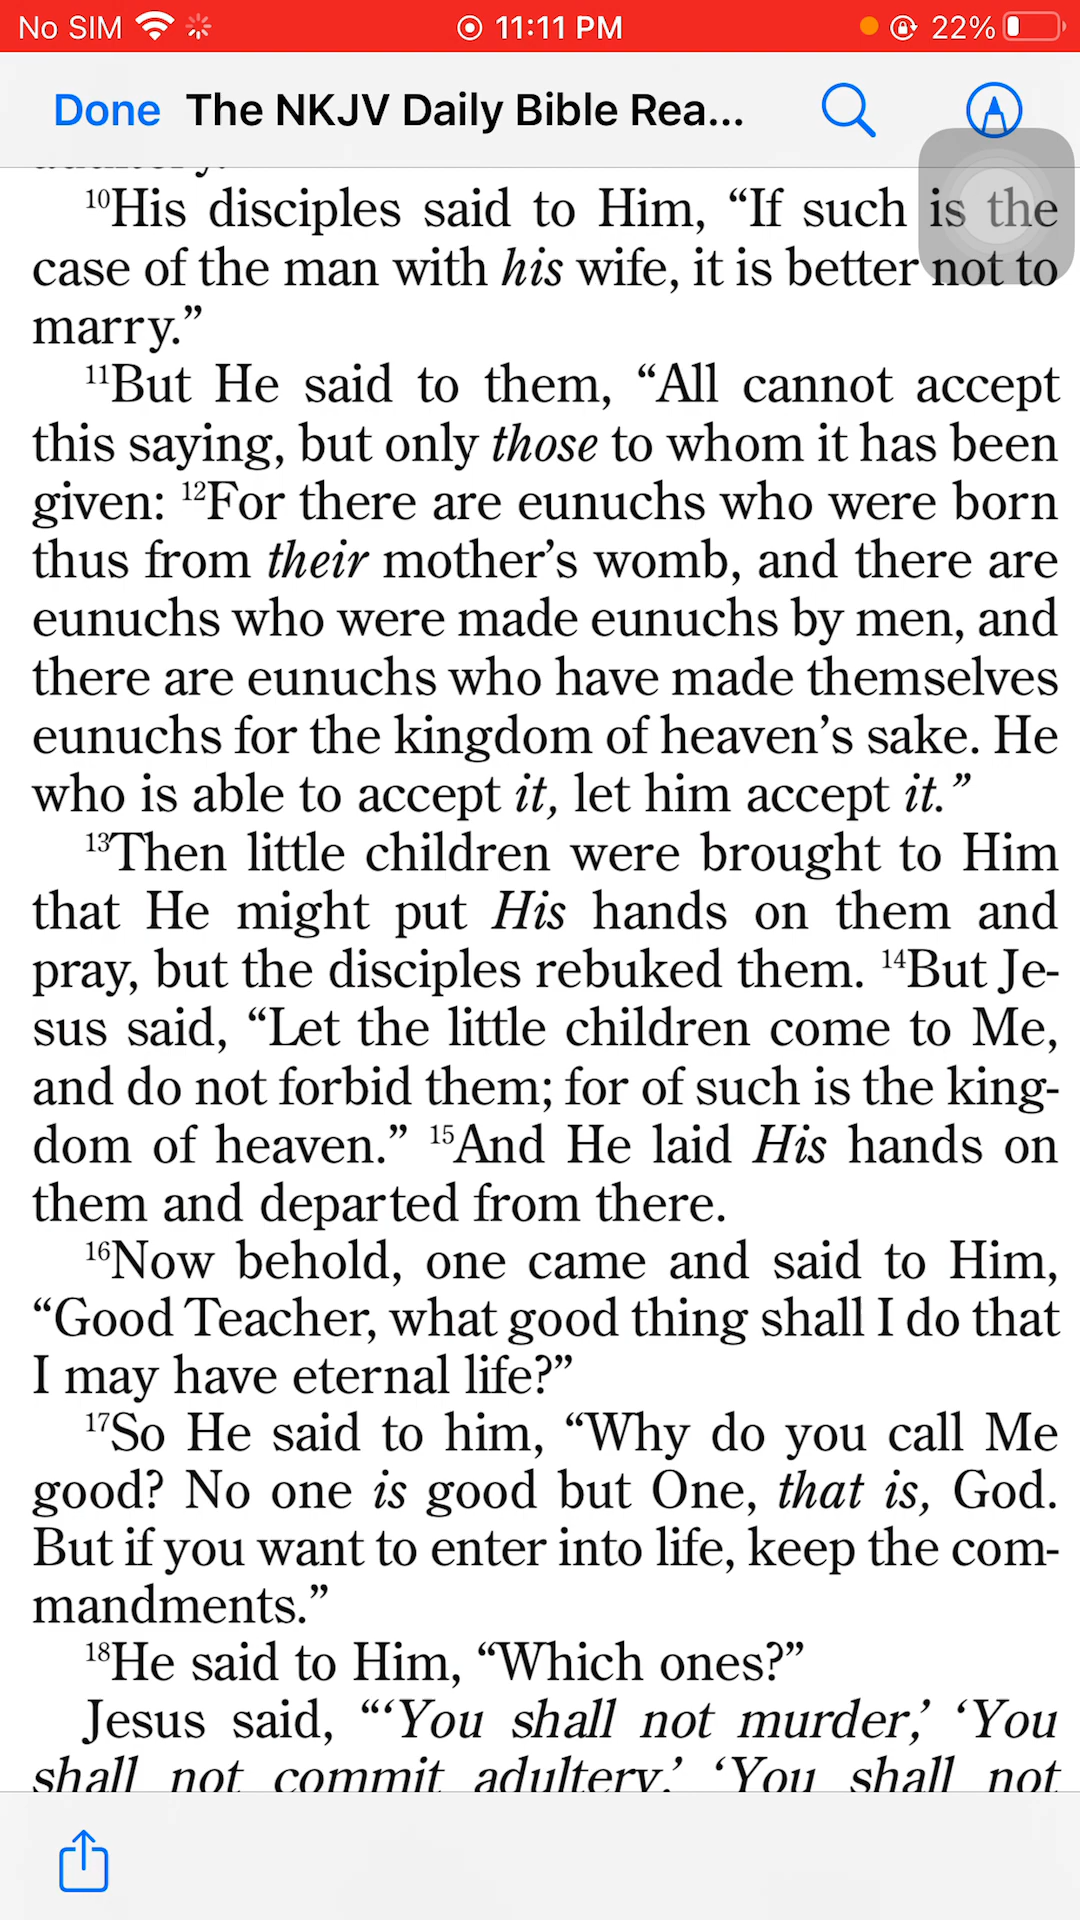 No SIM 11:11 PM 22%
Done The NKJV Daily Bible Rea...
10His disciples said to Him, “If such is the
case of the man with his wife, it is better not to
marry.”
11But He said to them, “All cannot accept
this saying, but only those to whom it has been
given: 12For there are eunuchs who were born
thus from their mother’s womb, and there are
eunuchs who were made eunuchs by men, and
there are eunuchs who have made themselves
eunuchs for the kingdom of heaven’s sake. He
who is able to accept it, let him accept it.”
13Then little children were brought to Him
that He might put His hands on them and
pray, but the disciples rebuked them. 14But Je-
sus said, “Let the little children come to Me,
and do not forbid them; for of such is the king-
dom of heaven.” 15And He laid His hands on
them and departed from there.
16Now behold, one came and said to Him,
“Good Teacher, what good thing shall I do that
I may have eternal life?”
17So He said to him, “Why do you call Me
good? No one is good but One, that is, God.
But if you want to enter into life, keep the com-
mandments.”
18He said to Him, “Which ones?”
Jesus said, “‘You shall not murder,’ ‘You
shall not commit adultery,’ ‘You shall not